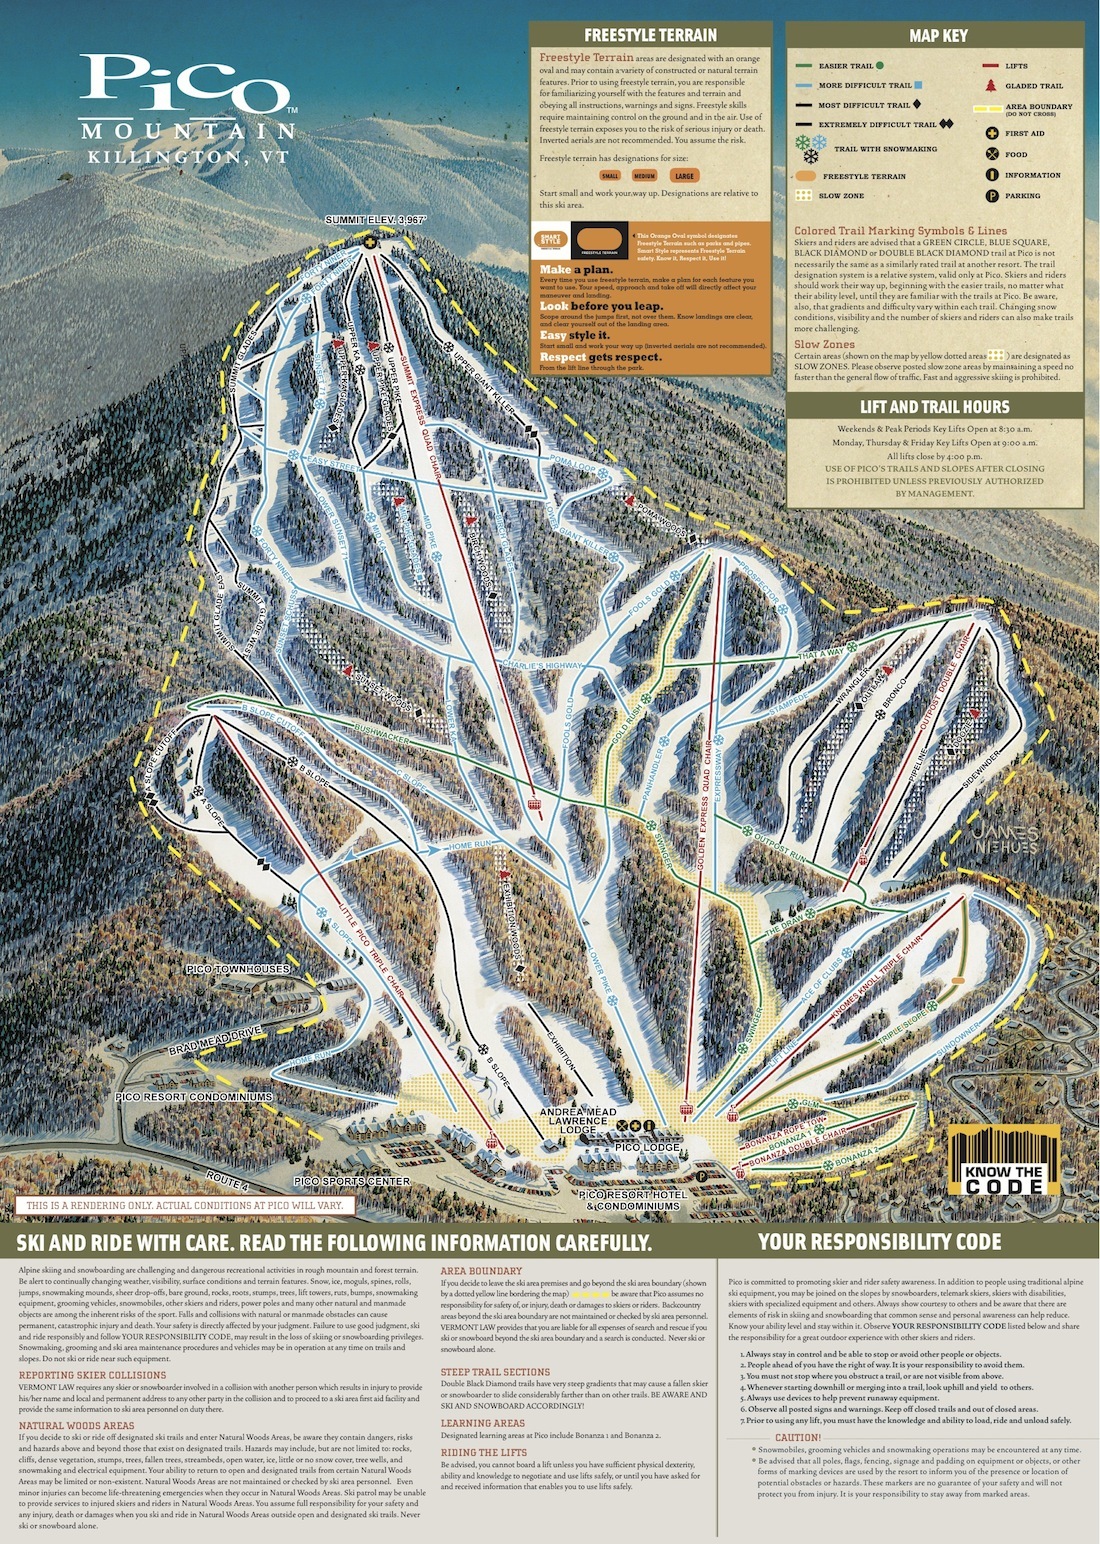 PICO™
MOUNTAIN
KILLINGTON, VT
FREESTYLE TERRAIN
Freestyle Terrain areas are designated with an orange
oval and may contain a variety of constructed or natural terrain
features. Prior to using freestyle terrain, you are responsible
for familiarizing yourself with the features and terrain and
obeying all instructions, warnings and signs. Freestyle skills
require maintaining control on the ground and in the air. Use of
freestyle terrain exposes you to the risk of serious injury or death.
Inverted aerials are not recommended. You assume the risk.
Freestyle terrain has designations for size:
SMALL MEDIUM LARGE
Start small and work your way up. Designations are relative to
this ski area.
SMART
STYLE
FREESTYLE TERRAIN
This Orange Oval symbol designates
Freestyle Terrain such as parks and pipes.
Smart Style represents Freestyle Terrain
safety. Know it, Respect it, Use it!
Make a plan.
Every time you use freestyle terrain, make a plan for each feature you
want to use. Your speed, approach and take off will directly affect your
maneuver and landing.
Look before you leap.
Scope around the jumps first, not over them. Know landings are clear,
and clear yourself out of the landing area.
Easy style it.
Start small and work your way up (inverted aerials are not recommended).
Respect gets respect.
From the lift line through the park.
MAP KEY
EASIER TRAIL
MORE DIFFICULT TRAIL
MOST DIFFICULT TRAIL
EXTREMELY DIFFICULT TRAIL
TRAIL WITH SNOWMAKING
FREESTYLE TERRAIN
SLOW ZONE
LIFTS
GLADED TRAIL
AREA BOUNDARY
(DO NOT CROSS)
FIRST AID
FOOD
INFORMATION
P PARKING
Colored Trail Marking Symbols & Lines
Skiers and riders are advised that a GREEN CIRCLE, BLUE SQUARE,
BLACK DIAMOND or DOUBLE BLACK DIAMOND trail at Pico is not
necessarily the same as a similarly rated trail at another resort. The trail
designation system is a relative system, valid only at Pico. Skiers and riders
should work their way up, beginning with the easier trails, no matter what
their ability level, until they are familiar with the trails at Pico. Be aware,
also, that gradients and difficulty vary within each trail. Changing snow
conditions, visibility and the number of skiers and riders can also make trails
more challenging.
Slow Zones
Certain areas (shown on the map by yellow dotted areas ) are designated as
SLOW ZONES. Please observe posted slow zone areas by maintaining a speed no
faster than the general flow of traffic. Fast and aggressive skiing is prohibited.
LIFT AND TRAIL HOURS
Weekends & Peak Periods Key Lifts Open at 8:30 a.m.
Monday, Thursday & Friday Key Lifts Open at 9:00 a.m.
All lifts close by 4:00 p.m.
USE OF PICO'S TRAILS AND SLOPES AFTER CLOSING
IS PROHIBITED UNLESS PREVIOUSLY AUTHORIZED
BY MANAGEMENT.
SUMMIT ELEV. 3,967'
SUMMIT GLADES
UPPER KA
UPPER PIKE
SUMMIT EXPRESS QUAD CHAIR
UPPER GIANT KILLER
EASY STREET
POMA LOOP
FORTY NINER
LOWER SUNSET 71
MID KA
MID PIKE
LOWER GIANT KILLER
POMA WOODS
SUMMIT GLADE EAST
SUMMIT GLADE WEST
FOOLS GOLD
PROSPECTOR
CHARLIE'S HIGHWAY
THAT A WAY
SUNSET WOODS
LOWER KA
FOOLS GOLD
GOLD RUSH
STAMPEDE
WRANGLER
BRONCO
OUTPOST DOUBLE CHAIR
PIPELINE
SIDEWINDER
A SLOPE CUTOFF
B SLOPE CUTOFF
BUSHWACKER
B SLOPE
C SLOPE
A SLOPE
PANHANDLER
GOLDEN EXPRESS QUAD CHAIR
EXPRESSWAY
SWINGER
OUTPOST RUN
JAMES
NIEHUES
HOME RUN
LITTLE PICO TRIPLE CHAIR
A SLOPE
EXHIBITION WOODS
THE DRAW
LOWER PIKE
ACE OF CLUBS
KNOMES KNOLL TRIPLE CHAIR
TRIPLE SLOPE
SUNDOWNER
SWINGER
LIFT LINE
PICO TOWNHOUSES
BRAD MEAD DRIVE
HOME RUN
PICO RESORT CONDOMINIUMS
B SLOPE
EXHIBITION
ANDREA MEAD
LAWRENCE
LODGE
PICO LODGE
BONANZA ROPE TOW
BONANZA 1
BONANZA DOUBLE CHAIR
BONANZA 2
P
ROUTE 4
PICO SPORTS CENTER
PICO RESORT HOTEL
& CONDOMINIUMS
KNOW THE
CODE
THIS IS A RENDERING ONLY. ACTUAL CONDITIONS AT PICO WILL VARY.
SKI AND RIDE WITH CARE. READ THE FOLLOWING INFORMATION CAREFULLY.
Alpine skiing and snowboarding are challenging and dangerous recreational activities in rough mountain and forest terrain.
Be alert to continually changing weather, visibility, surface conditions and terrain features. Snow, ice, moguls, spines, rolls,
jumps, snowmaking mounds, sheer drop-offs, bare ground, rocks, roots, stumps, trees, lift towers, ruts, bumps, snowmaking
equipment, grooming vehicles, snowmobiles, other skiers and riders, power poles and many other natural and manmade
objects are among the inherent risks of the sport. Falls and collisions with natural or manmade obstacles can cause
permanent, catastrophic injury and death. Your safety is directly affected by your judgment. Failure to use good judgment, ski
and ride responsibly and follow YOUR RESPONSIBILITY CODE, may result in the loss of skiing or snowboarding privileges.
Snowmaking, grooming and ski area maintenance procedures and vehicles may be in operation at any time on trails and
slopes. Do not ski or ride near such equipment.
REPORTING SKIER COLLISIONS
VERMONT LAW requires any skier or snowboarder involved in a collision with another person which results in injury to provide
his/her name and local and permanent address to any other party in the collision and to proceed to a ski area first aid facility and
provide the same information to ski area personnel on duty there.
NATURAL WOODS AREAS
If you decide to ski or ride off designated ski trails and enter Natural Woods Areas, be aware they contain dangers, risks
and hazards above and beyond those that exist on designated trails. Hazards may include, but are not limited to: rocks,
cliffs, dense vegetation, stumps, trees, fallen trees, streambeds, open water, ice, little or no snow cover, tree wells, and
snowmaking and electrical equipment. Your ability to return to open and designated trails from certain Natural Woods
Areas may be limited or non-existent. Natural Woods Areas are not maintained or checked by ski area personnel. Even
minor injuries can become life-threatening emergencies when they occur in Natural Woods Areas. Ski patrol may be unable
to provide services to injured skiers and riders in Natural Woods Areas. You assume full responsibility for your safety and
any injury, death or damages when you ski and ride in Natural Woods Areas outside open and designated ski trails. Never
ski or snowboard alone.
AREA BOUNDARY
If you decide to leave the ski area premises and go beyond the ski area boundary (shown
by a dotted yellow line bordering the map) be aware that Pico assumes no
responsibility for safety of, or injury, death or damages to skiers or riders. Backcountry
areas beyond the ski area boundary are not maintained or checked by ski area personnel.
VERMONT LAW provides that you are liable for all expenses of search and rescue if you
ski or snowboard beyond the ski area boundary and a search is conducted. Never ski or
snowboard alone.
STEEP TRAIL SECTIONS
Double Black Diamond trails have very steep gradients that may cause a fallen skier
or snowboarder to slide considerably farther than on other trails. BE AWARE AND
SKI AND SNOWBOARD ACCORDINGLY!
LEARNING AREAS
Designated learning areas at Pico include Bonanza 1 and Bonanza 2.
RIDING THE LIFTS
Be advised, you cannot board a lift unless you have sufficient physical dexterity,
ability and knowledge to negotiate and use lifts safely, or until you have asked for
and received information that enables you to use lifts safely.
YOUR RESPONSIBILITY CODE
Pico is committed to promoting skier and rider safety awareness. In addition to people using traditional alpine
ski equipment, you may be joined on the slopes by snowboarders, telemark skiers, skiers with disabilities,
skiers with specialized equipment and others. Always show courtesy to others and be aware that there are
elements of risk in skiing and snowboarding that common sense and personal awareness can help reduce.
Know your ability level and stay within it. Observe YOUR RESPONSIBILITY CODE listed below and share
the responsibility for a great outdoor experience with other skiers and riders.
1. Always stay in control and be able to stop or avoid other people or objects.
2. People ahead of you have the right of way. It is your responsibility to avoid them.
3. You must not stop where you obstruct a trail, or are not visible from above.
4. Whenever starting downhill or merging into a trail, look uphill and yield to others.
5. Always use devices to help prevent runaway equipment.
6. Observe all posted signs and warnings. Keep off closed trails and out of closed areas.
7. Prior to using any lift, you must have the knowledge and ability to load, ride and unload safely.
CAUTION!
* Snowmobiles, grooming vehicles and snowmaking operations may be encountered at any time.
* Be advised that all poles, flags, fencing, signage and padding on equipment or objects, or other
forms of marking devices are used by the resort to inform you of the presence or location of
potential obstacles or hazards. These markers are no guarantee of your safety and will not
protect you from injury. It is your responsibility to stay away from marked areas.